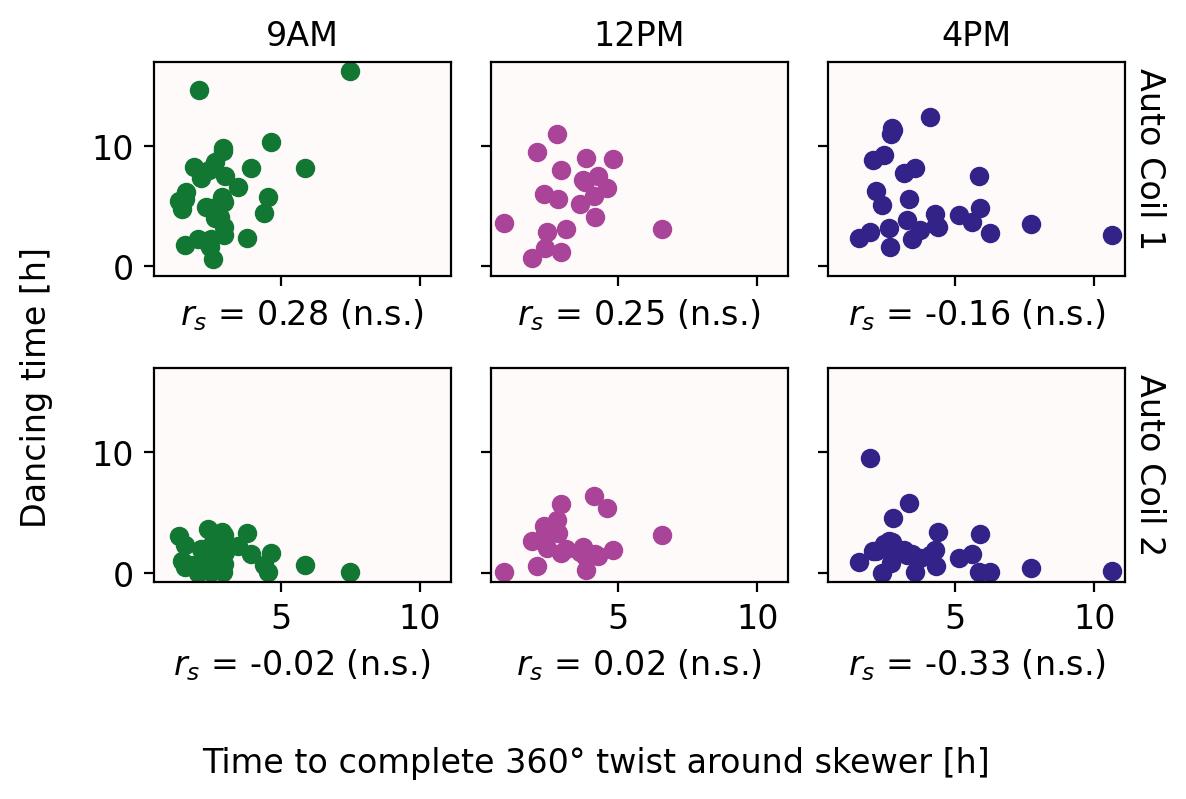 9AM 12PM 4PM
10
0
Auto Coil 1
r_s = 0.28 (n.s.) r_s = 0.25 (n.s.) r_s = -0.16 (n.s.)
Dancing time [h]
10
0
Auto Coil 2
5 10 5 10 5 10
r_s = -0.02 (n.s.) r_s = 0.02 (n.s.) r_s = -0.33 (n.s.)
Time to complete 360° twist around skewer [h]